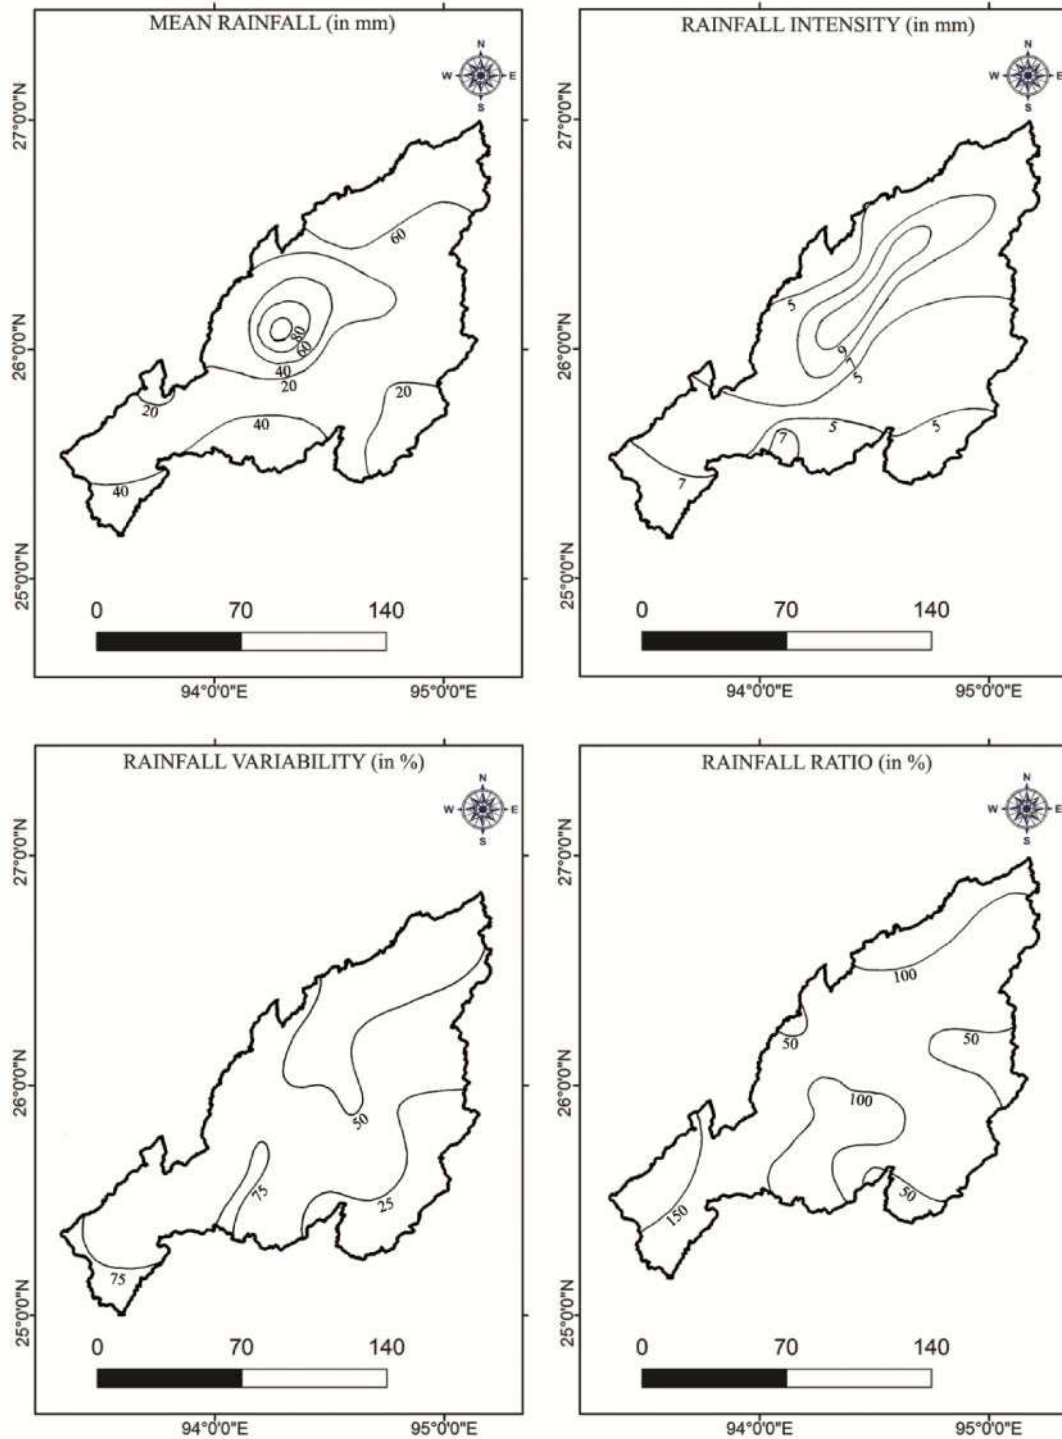 MEAN RAINFALL (in mm)
N
W E
S
27°0'0"N
26°0'0"N
25°0'0"N
60
80
60
40
20
20
20
40
40
0 70 140
94°0'0"E 95°0'0"E
RAINFALL INTENSITY (in mm)
N
W E
S
27°0'0"N
26°0'0"N
25°0'0"N
5
9
7
5
7
5
5
7
0 70 140
94°0'0"E 95°0'0"E
RAINFALL VARIABILITY (in %)
N
W E
S
27°0'0"N
26°0'0"N
25°0'0"N
50
75
25
75
0 70 140
94°0'0"E 95°0'0"E
RAINFALL RATIO (in %)
N
W E
S
27°0'0"N
26°0'0"N
25°0'0"N
100
50
50
100
50
150
0 70 140
94°0'0"E 95°0'0"E